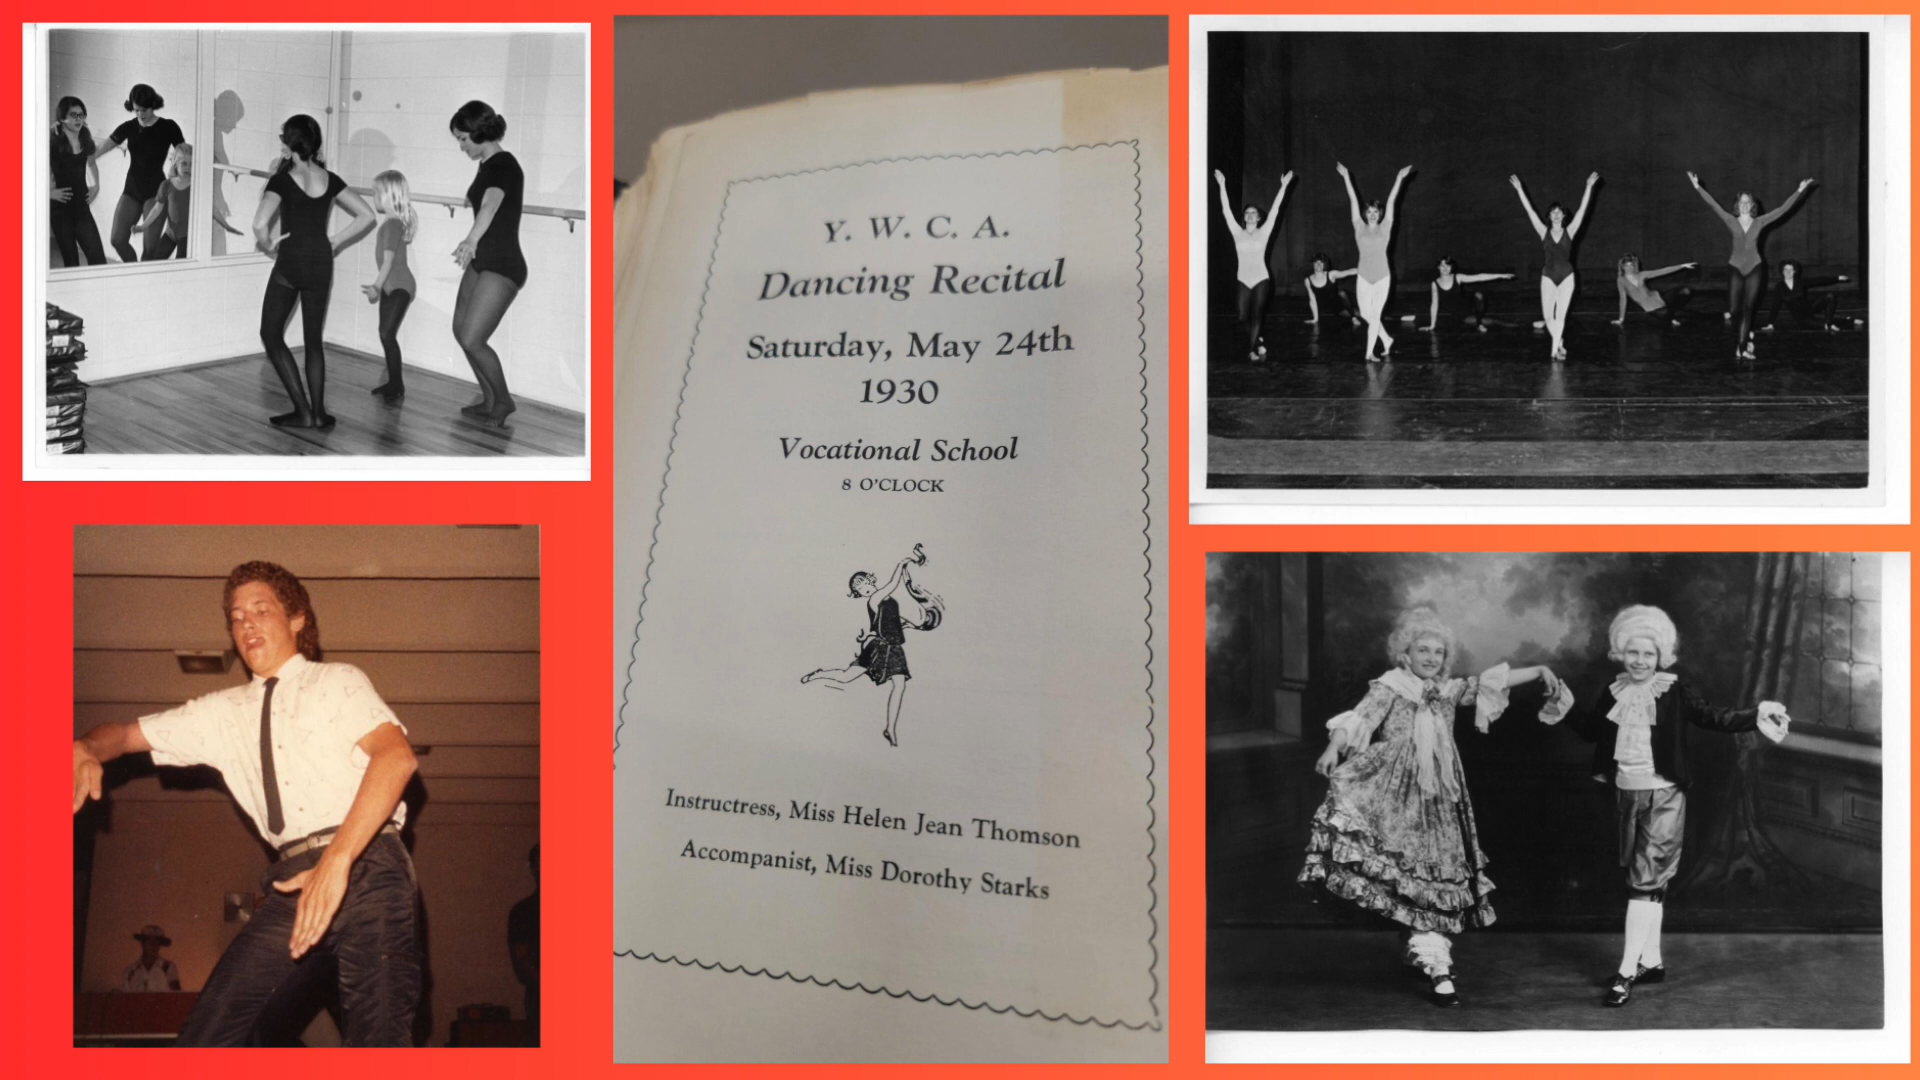 Y. W. C. A.
Dancing Recital
Saturday, May 24th
1930
Vocational School
8 O'CLOCK
Instructress, Miss Helen Jean Thomson
Accompanist, Miss Dorothy Starks